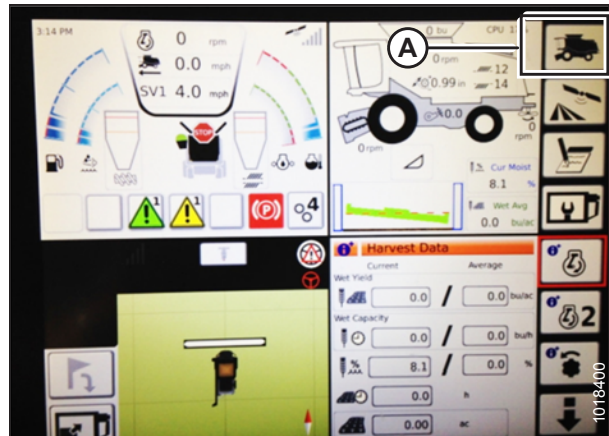 3:14 PM
0 rpm
0.0 mph
SV1 4.0 mph
STOP
1
1
(P)
4
0 bu
CPU
A
0 rpm
12
0.99 in
14
0.0
rpm
0 rpm
Cur Moist
8.1 %
Wet Avg
0.0 bu/ac
Harvest Data
Current Average
Wet Yield
0.0 / 0.0 bu/ac
Wet Capacity
0.0 / 0.0 bu/h
% 8.1 / 0.0 %
0.0 h
0.00 ac
2
1018400